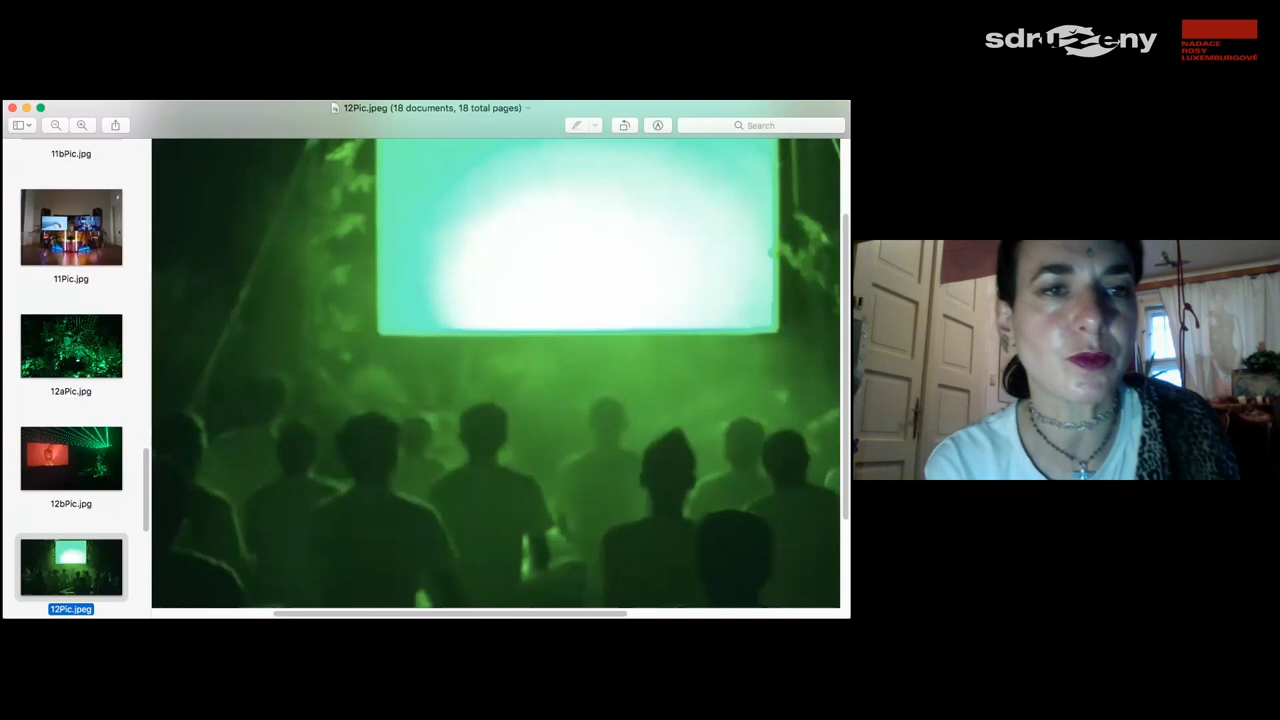 sdružený
NADACE
ROSY
LUXEMBURGOVÉ
12Pic.jpeg (18 documents, 18 total pages)
Search
11bPic.jpg
11Pic.jpg
12aPic.jpg
12bPic.jpg
12Pic.jpeg